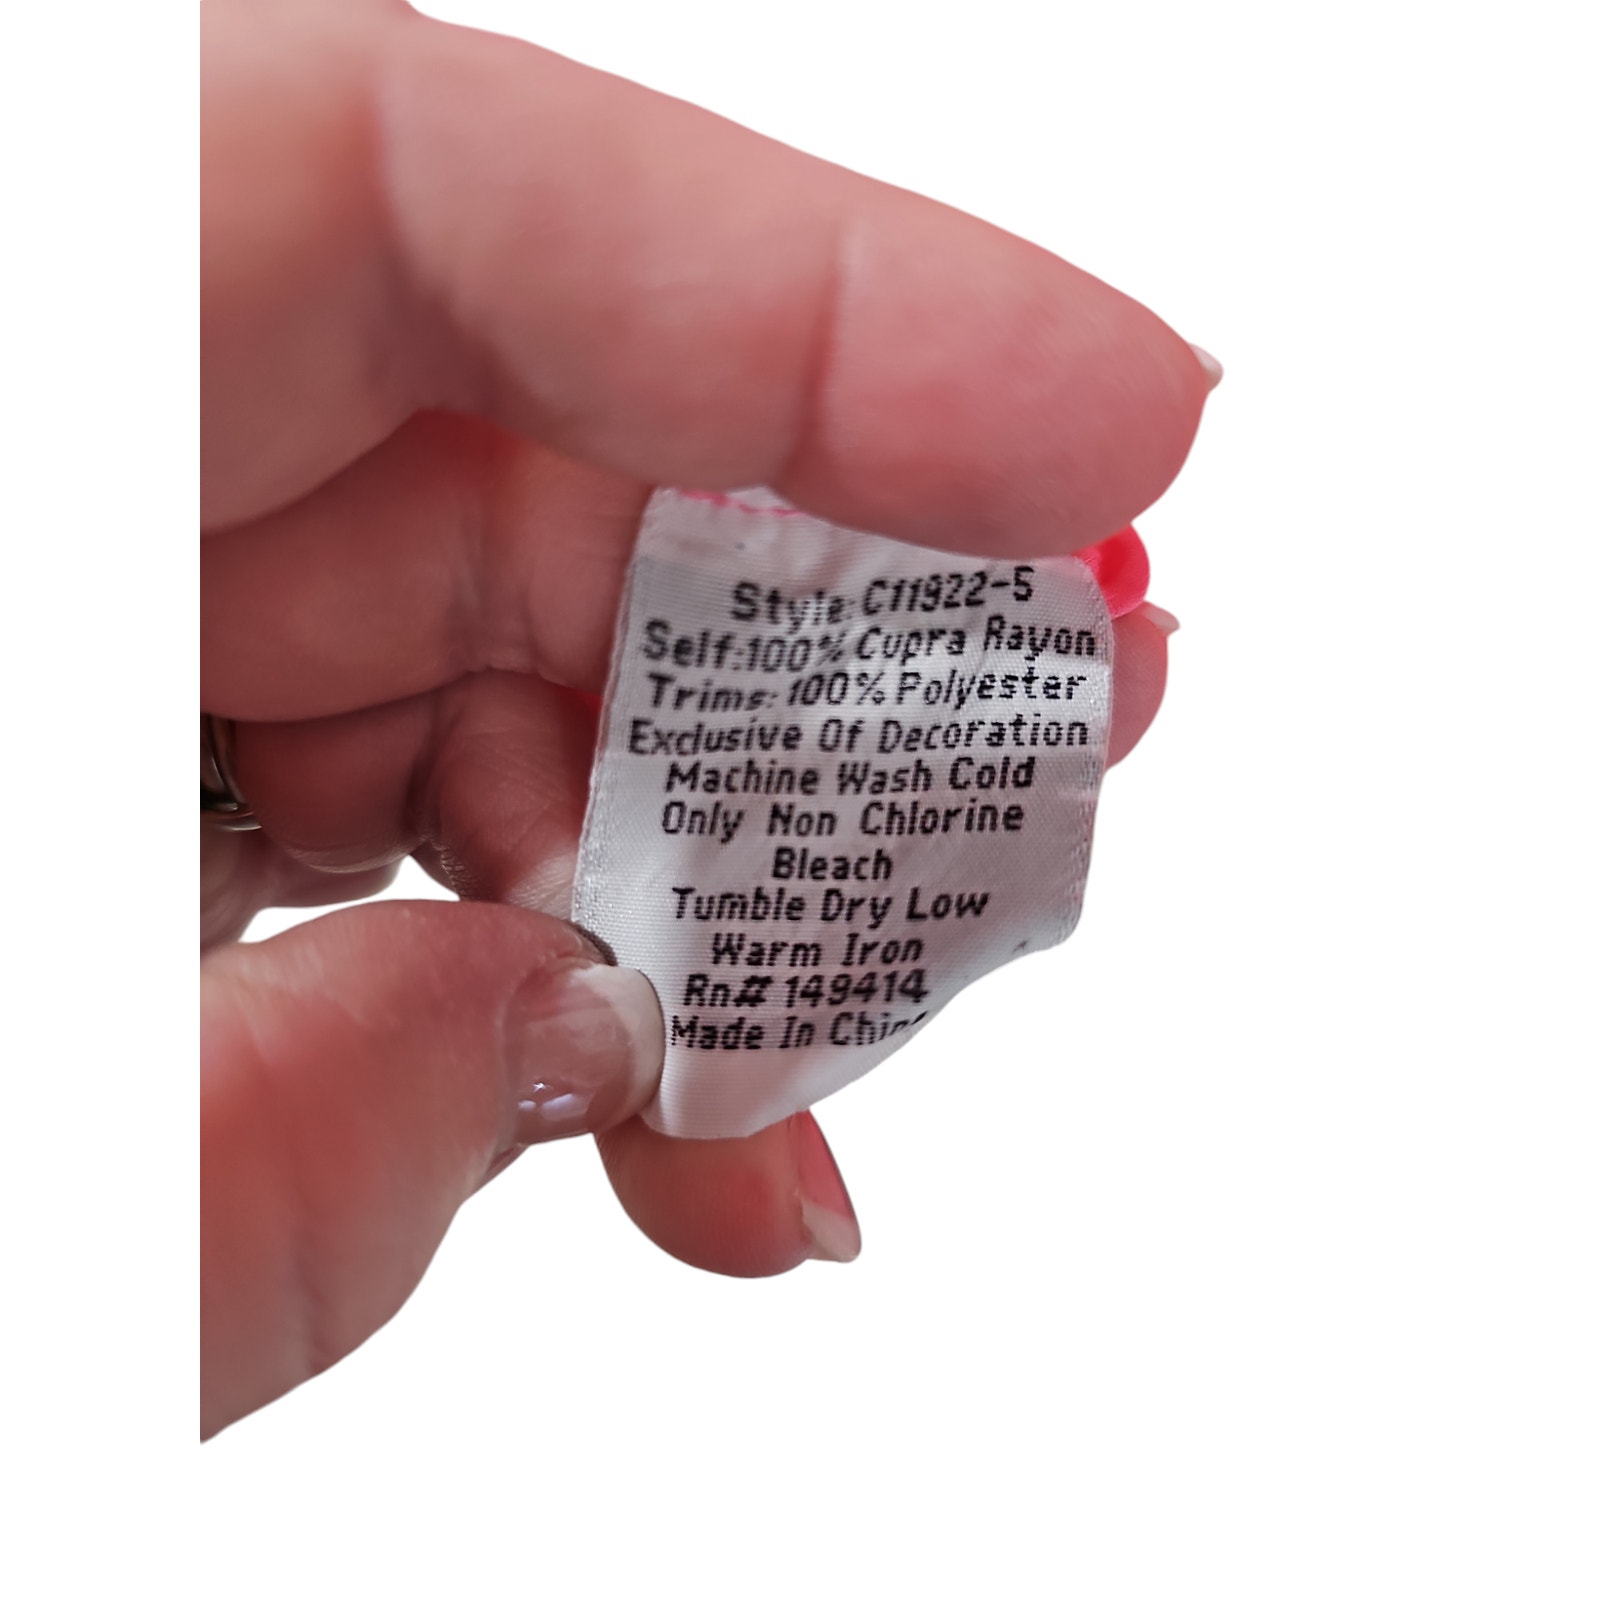 Style: C11922-5
Self:100% Cupra Rayon
Trims: 100% Polyester
Exclusive Of Decoration
Machine Wash Cold
Only Non Chlorine
Bleach
Tumble Dry Low
Warm Iron
Rn# 149414
Made In China